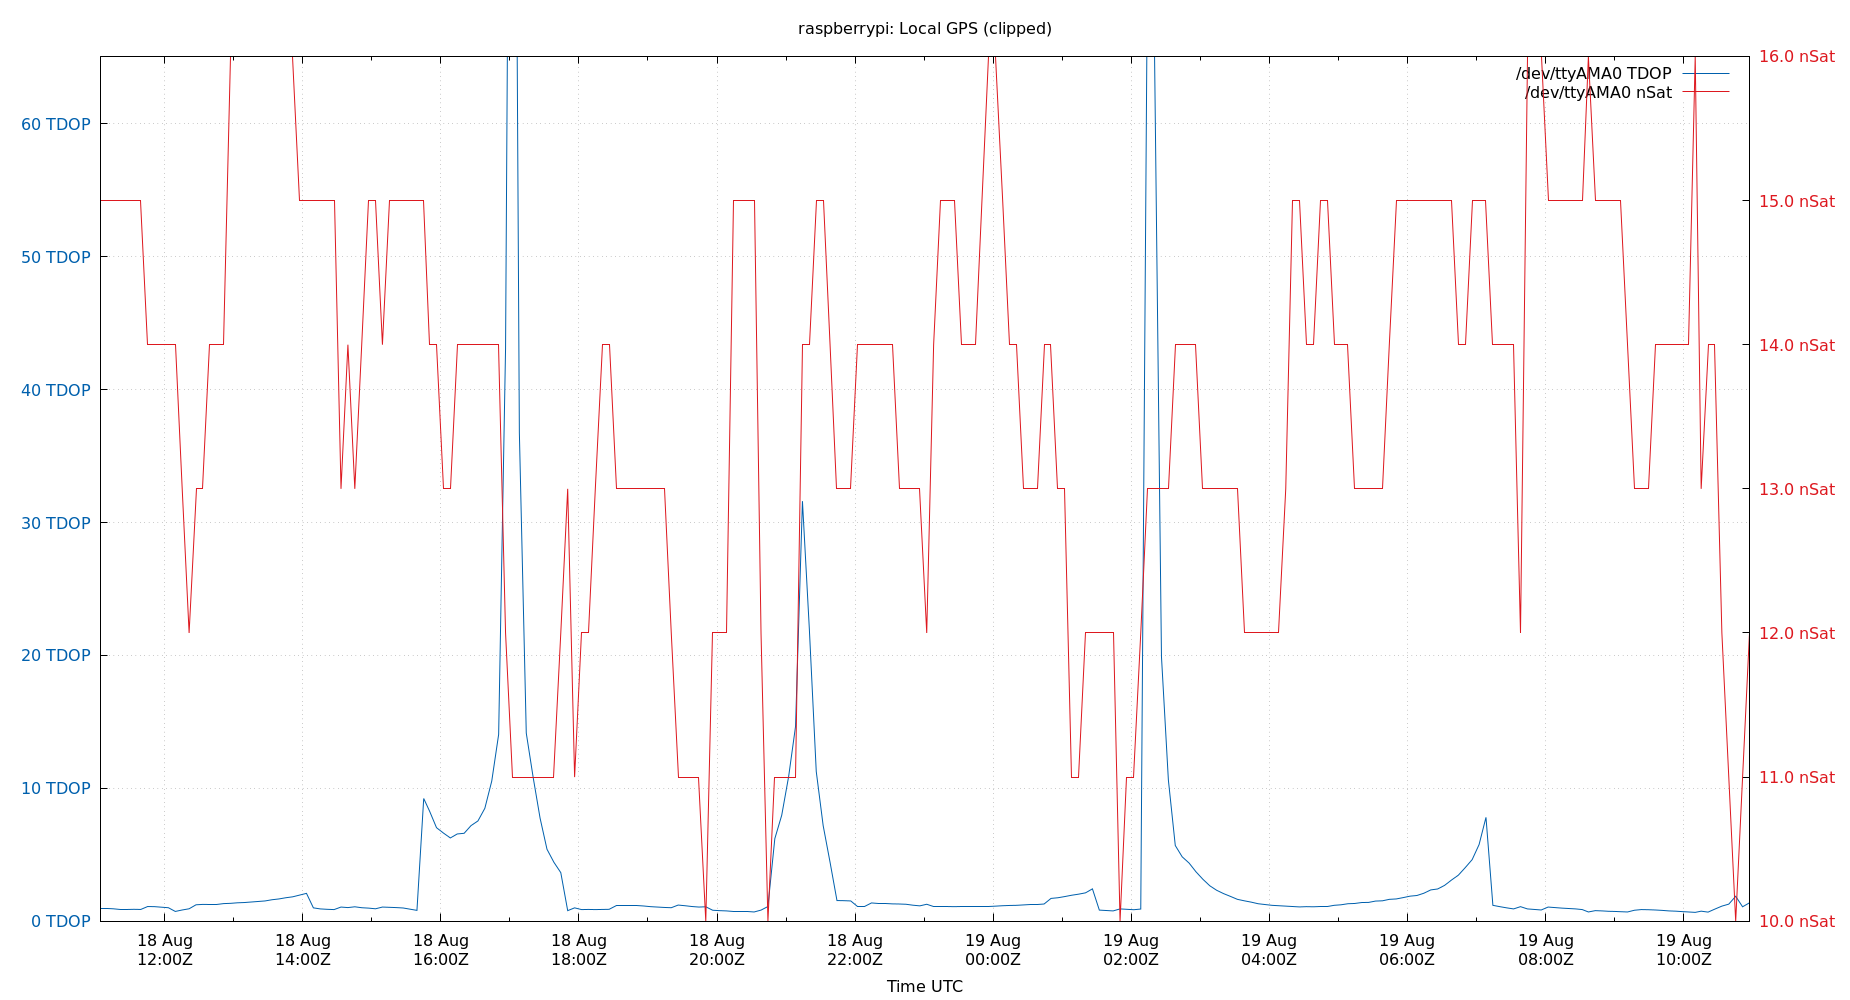 raspberrypi: Local GPS (clipped)
/dev/ttyAMA0 TDOP
/dev/ttyAMA0 nSat
60 TDOP
50 TDOP
40 TDOP
30 TDOP
20 TDOP
10 TDOP
0 TDOP
16.0 nSat
15.0 nSat
14.0 nSat
13.0 nSat
12.0 nSat
11.0 nSat
10.0 nSat
18 Aug
12:00Z
18 Aug
14:00Z
18 Aug
16:00Z
18 Aug
18:00Z
18 Aug
20:00Z
18 Aug
22:00Z
19 Aug
00:00Z
19 Aug
02:00Z
19 Aug
04:00Z
19 Aug
06:00Z
19 Aug
08:00Z
19 Aug
10:00Z
Time UTC